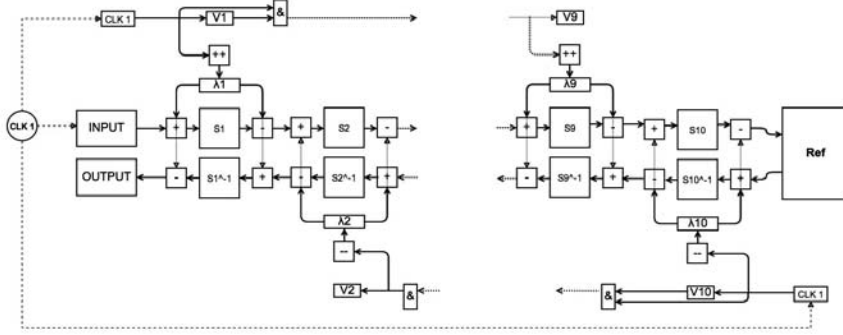 CLK 1
V1
&
V9
++
++
λ1
λ9
CLK 1
INPUT
+
S1
-
+
S2
-
+
S9
-
+
S10
-
Ref
OUTPUT
-
S1^-1
+
-
S2^-1
+
-
S9^-1
+
-
S10^-1
+
λ2
λ10
--
--
V2
&
&
V10
CLK 1